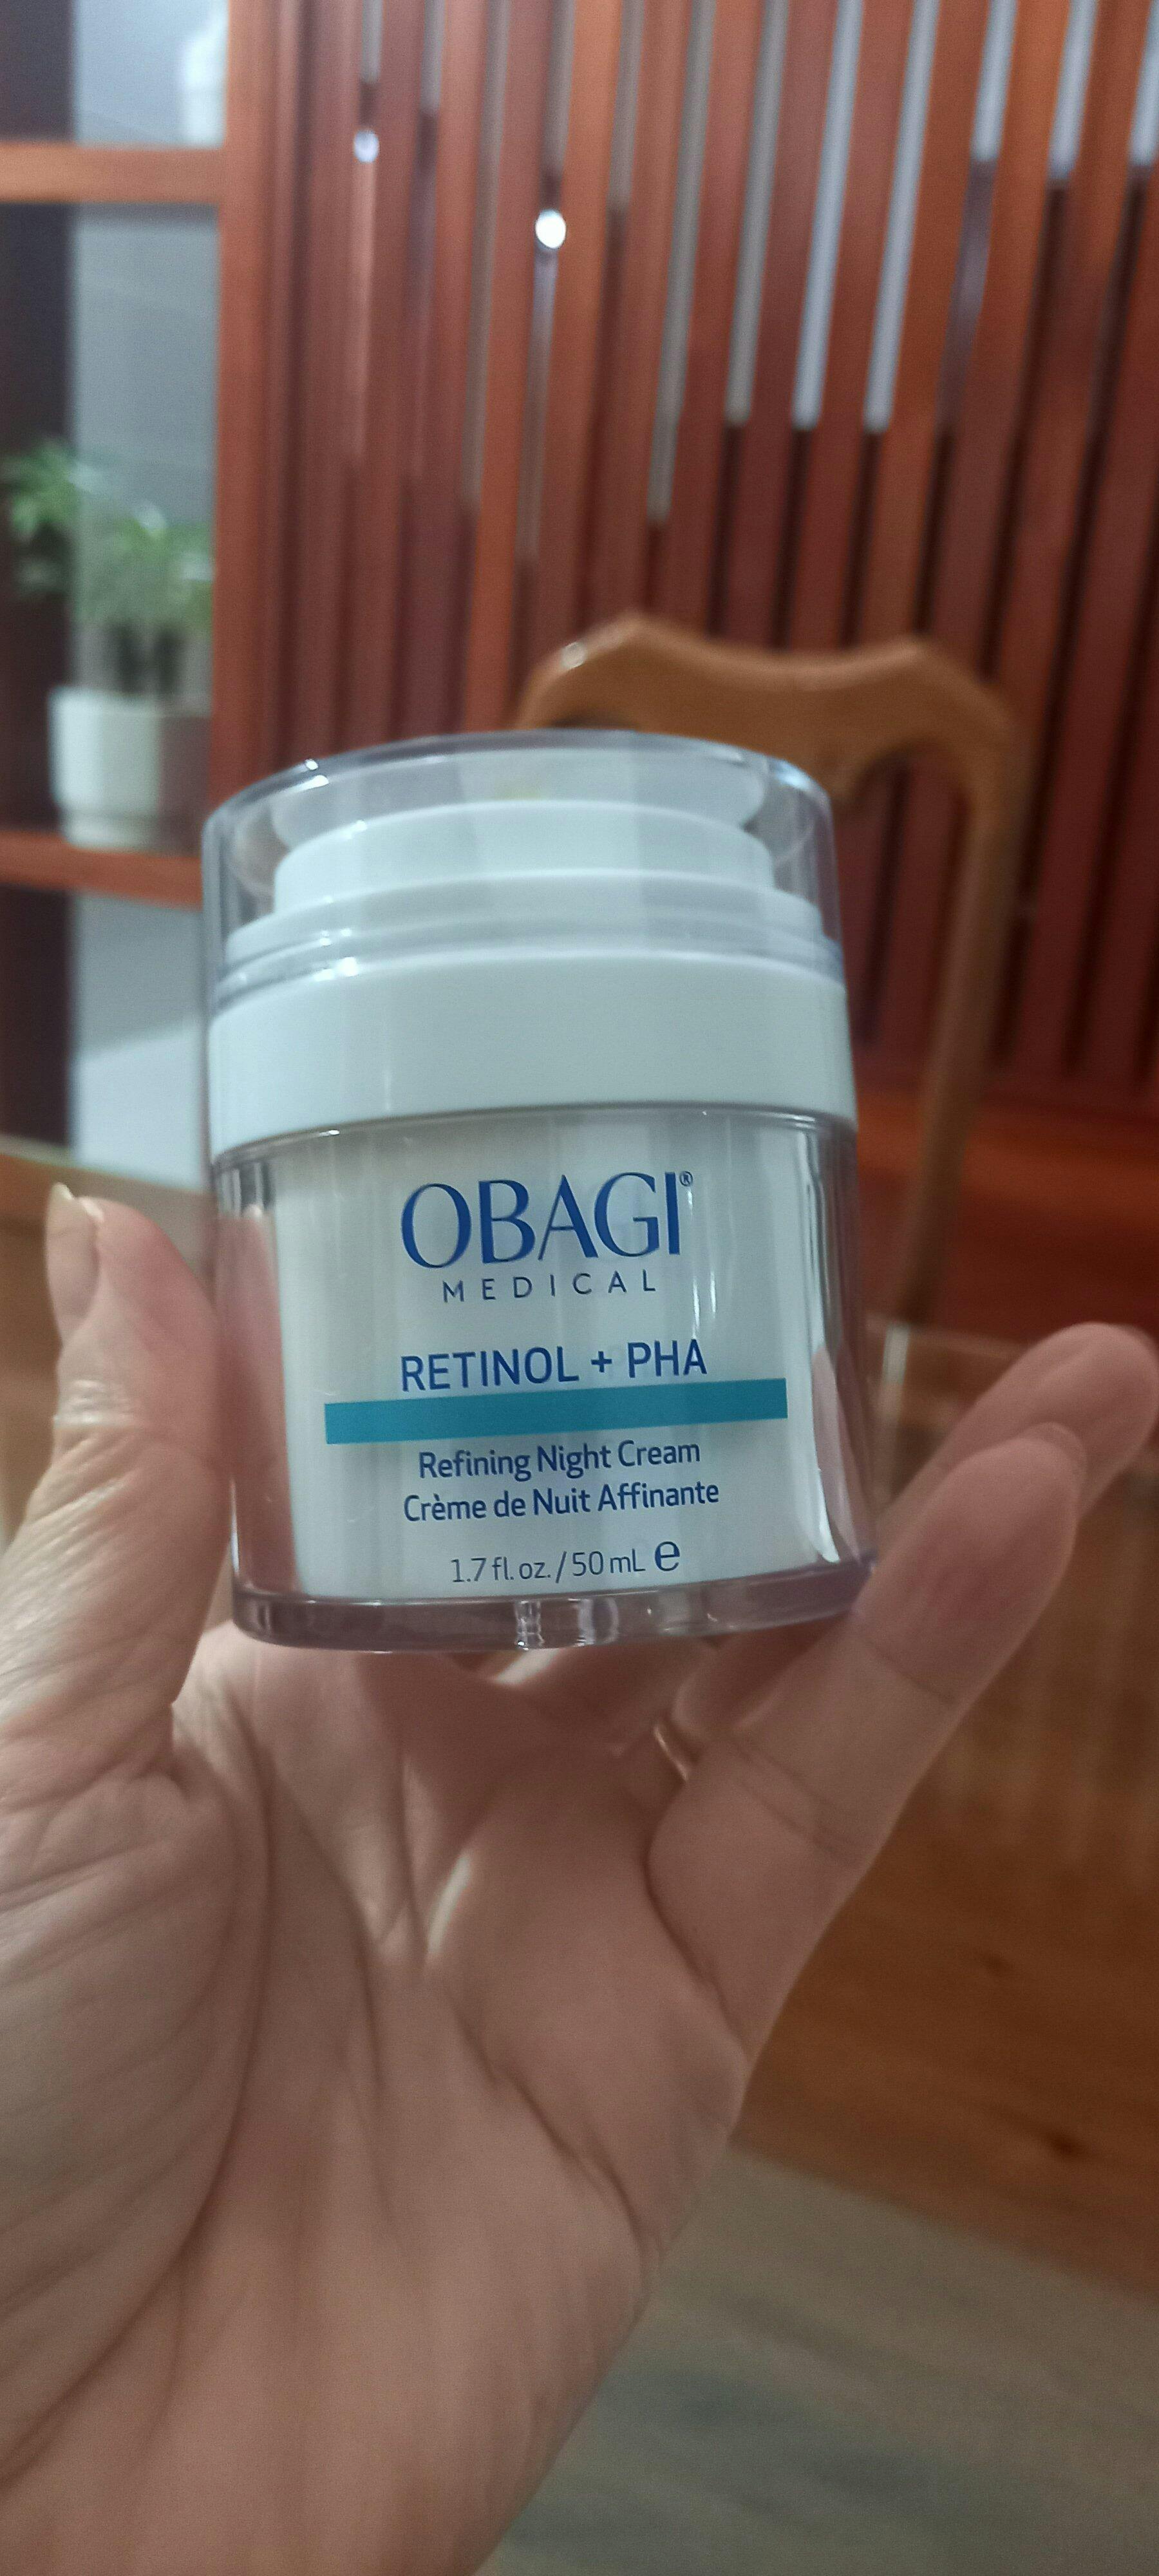 OBAGI®
MEDICAL
RETINOL + PHA
Refining Night Cream
Crème de Nuit Affinante
1.7 fl. oz. / 50 mL e